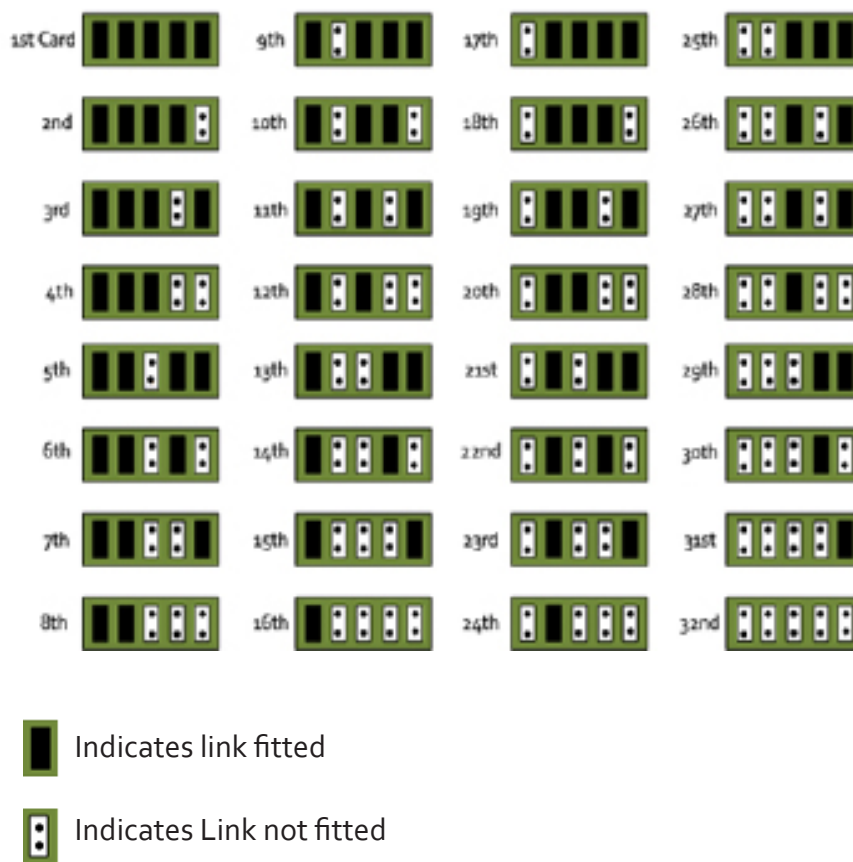 1st Card 9th 17th 25th
2nd 10th 18th 26th
3rd 11th 19th 27th
4th 12th 20th 28th
5th 13th 21st 29th
6th 14th 22nd 30th
7th 15th 23rd 31st
8th 16th 24th 32nd
Indicates link fitted
Indicates Link not fitted